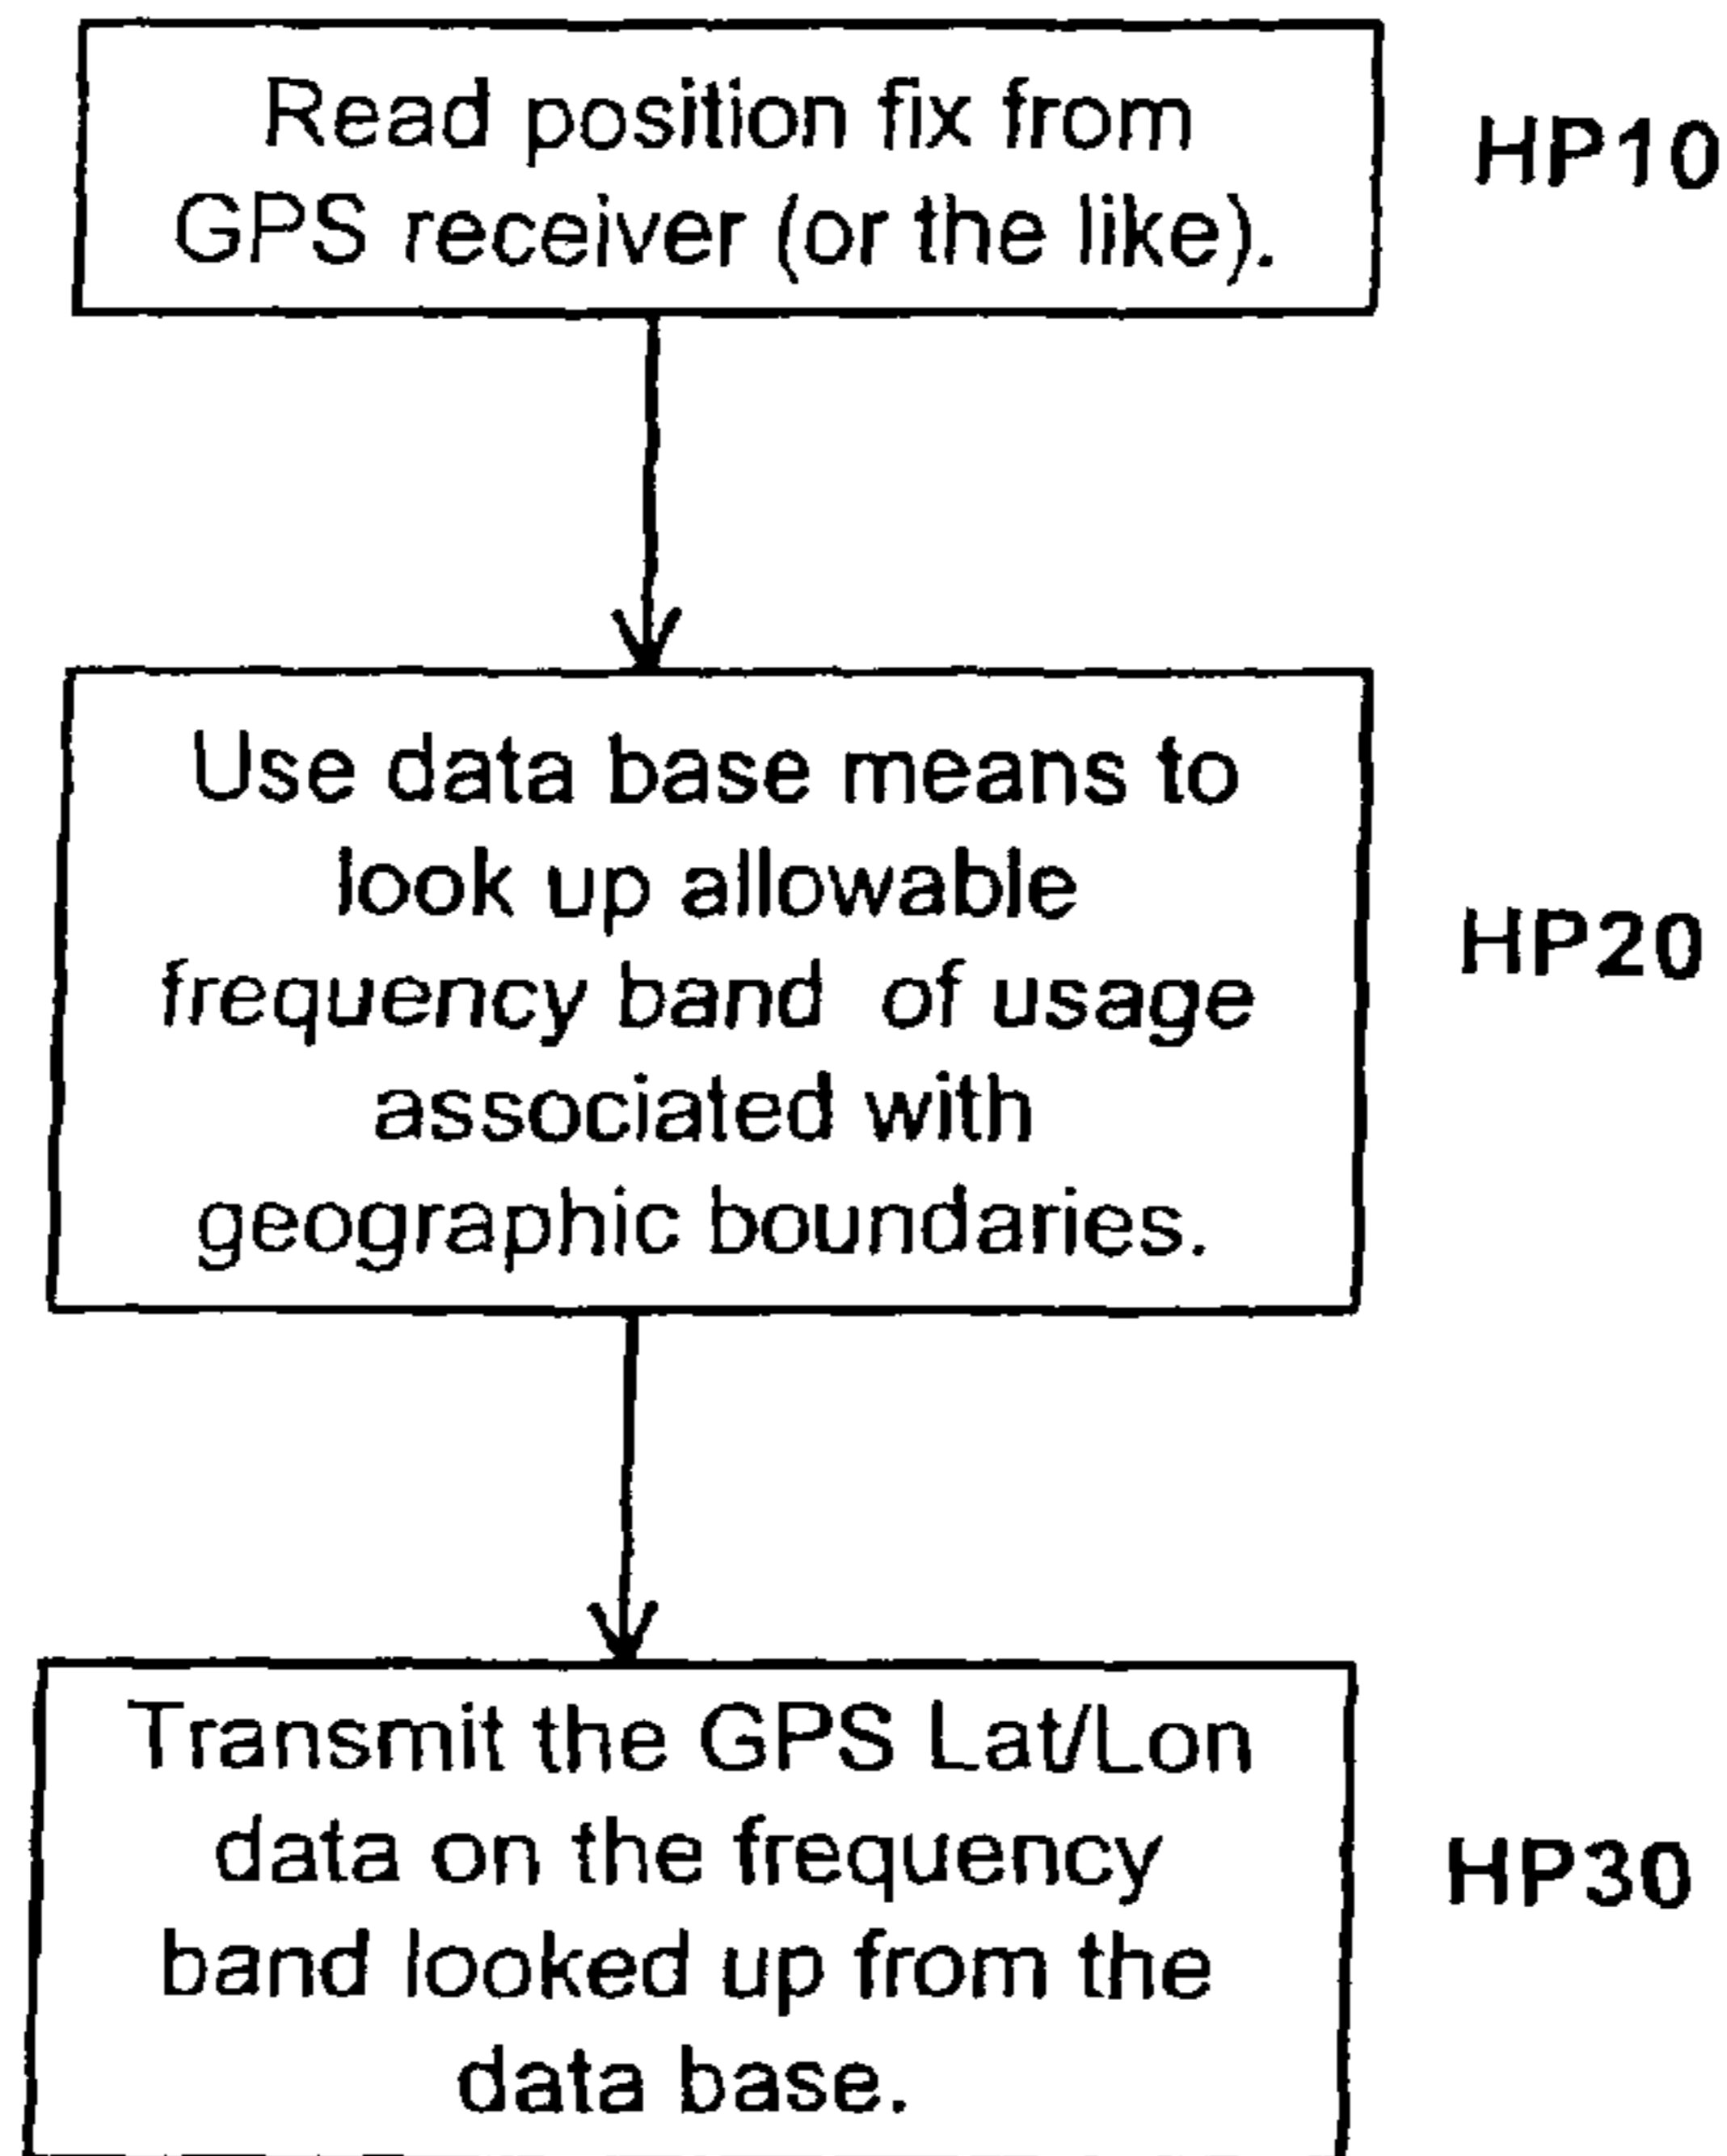 Read position fix from
GPS receiver (or the like).
HP10
Use data base means to
look up allowable
frequency band of usage
associated with
geographic boundaries.
HP20
Transmit the GPS Lat/Lon
data on the frequency
band looked up from the
data base.
HP30